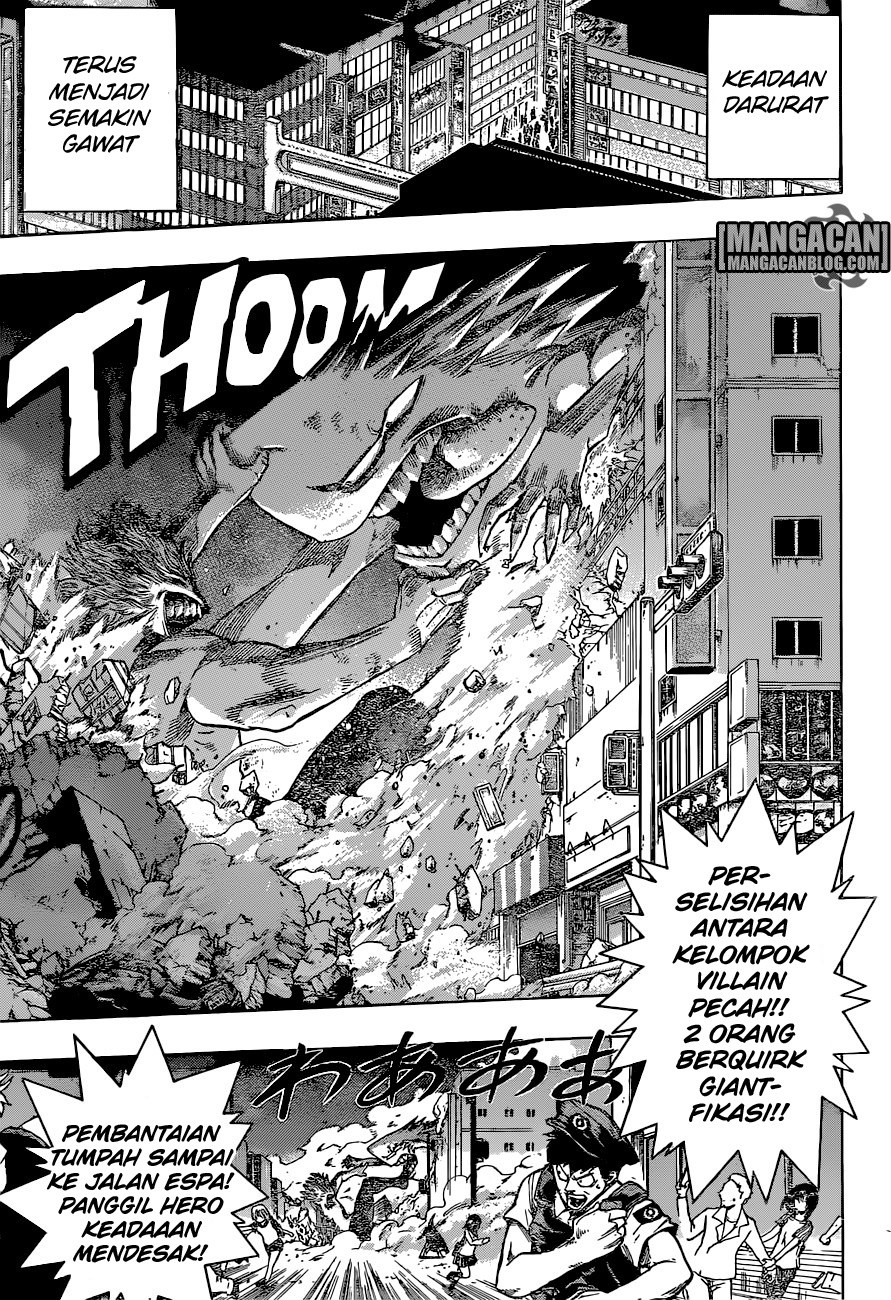 KEADAAN
DARURAT
TERUS
MENJADI
SEMAKIN
GAWAT
[MANGACAN]
MANGACANBLOG.COM
THOOM
PER-
SELISIHAN
ANTARA
KELOMPOK
VILLAIN
PECAH!!
2 ORANG
BERQUIRK
GIANT-
FIKASI!!
わあああ
PEMBANTAIAN
TUMPAH SAMPAI
KE JALAN ESPA!
PANGGIL HERO
KEADAAAN
MENDESAK!